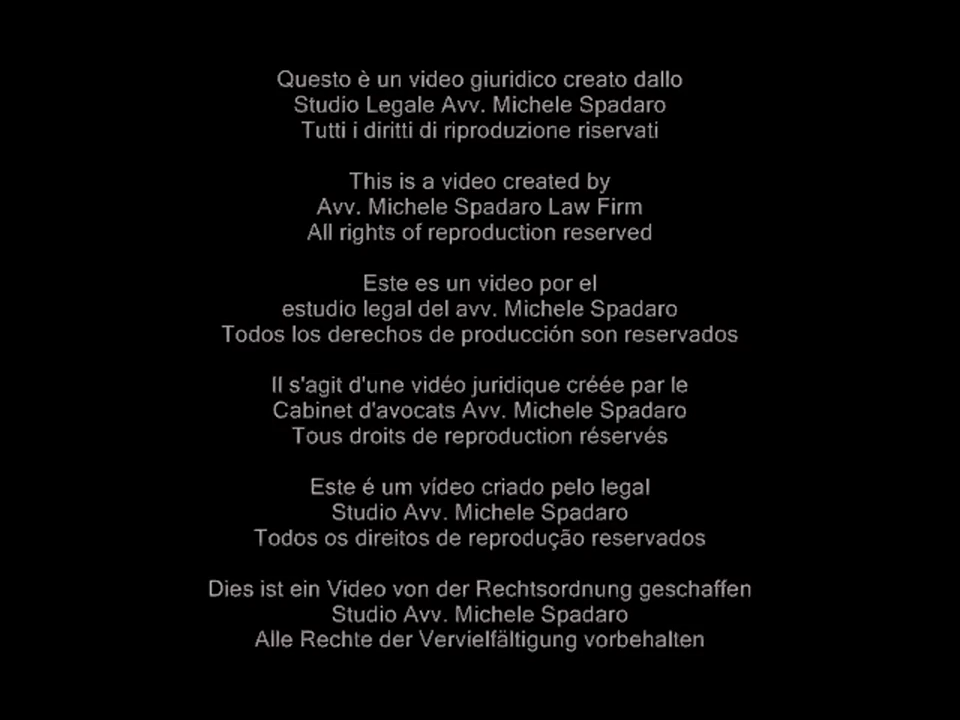 Questo è un video giuridico creato dallo
Studio Legale Avv. Michele Spadaro
Tutti i diritti di riproduzione riservati
This is a video created by
Avv. Michele Spadaro Law Firm
All rights of reproduction reserved
Este es un video por el
estudio legal del avv. Michele Spadaro
Todos los derechos de producción son reservados
Il s'agit d'une vidéo juridique créée par le
Cabinet d'avocats Avv. Michele Spadaro
Tous droits de reproduction réservés
Este é um vídeo criado pelo legal
Studio Avv. Michele Spadaro
Todos os direitos de reprodução reservados
Dies ist ein Video von der Rechtsordnung geschaffen
Studio Avv. Michele Spadaro
Alle Rechte der Vervielfältigung vorbehalten